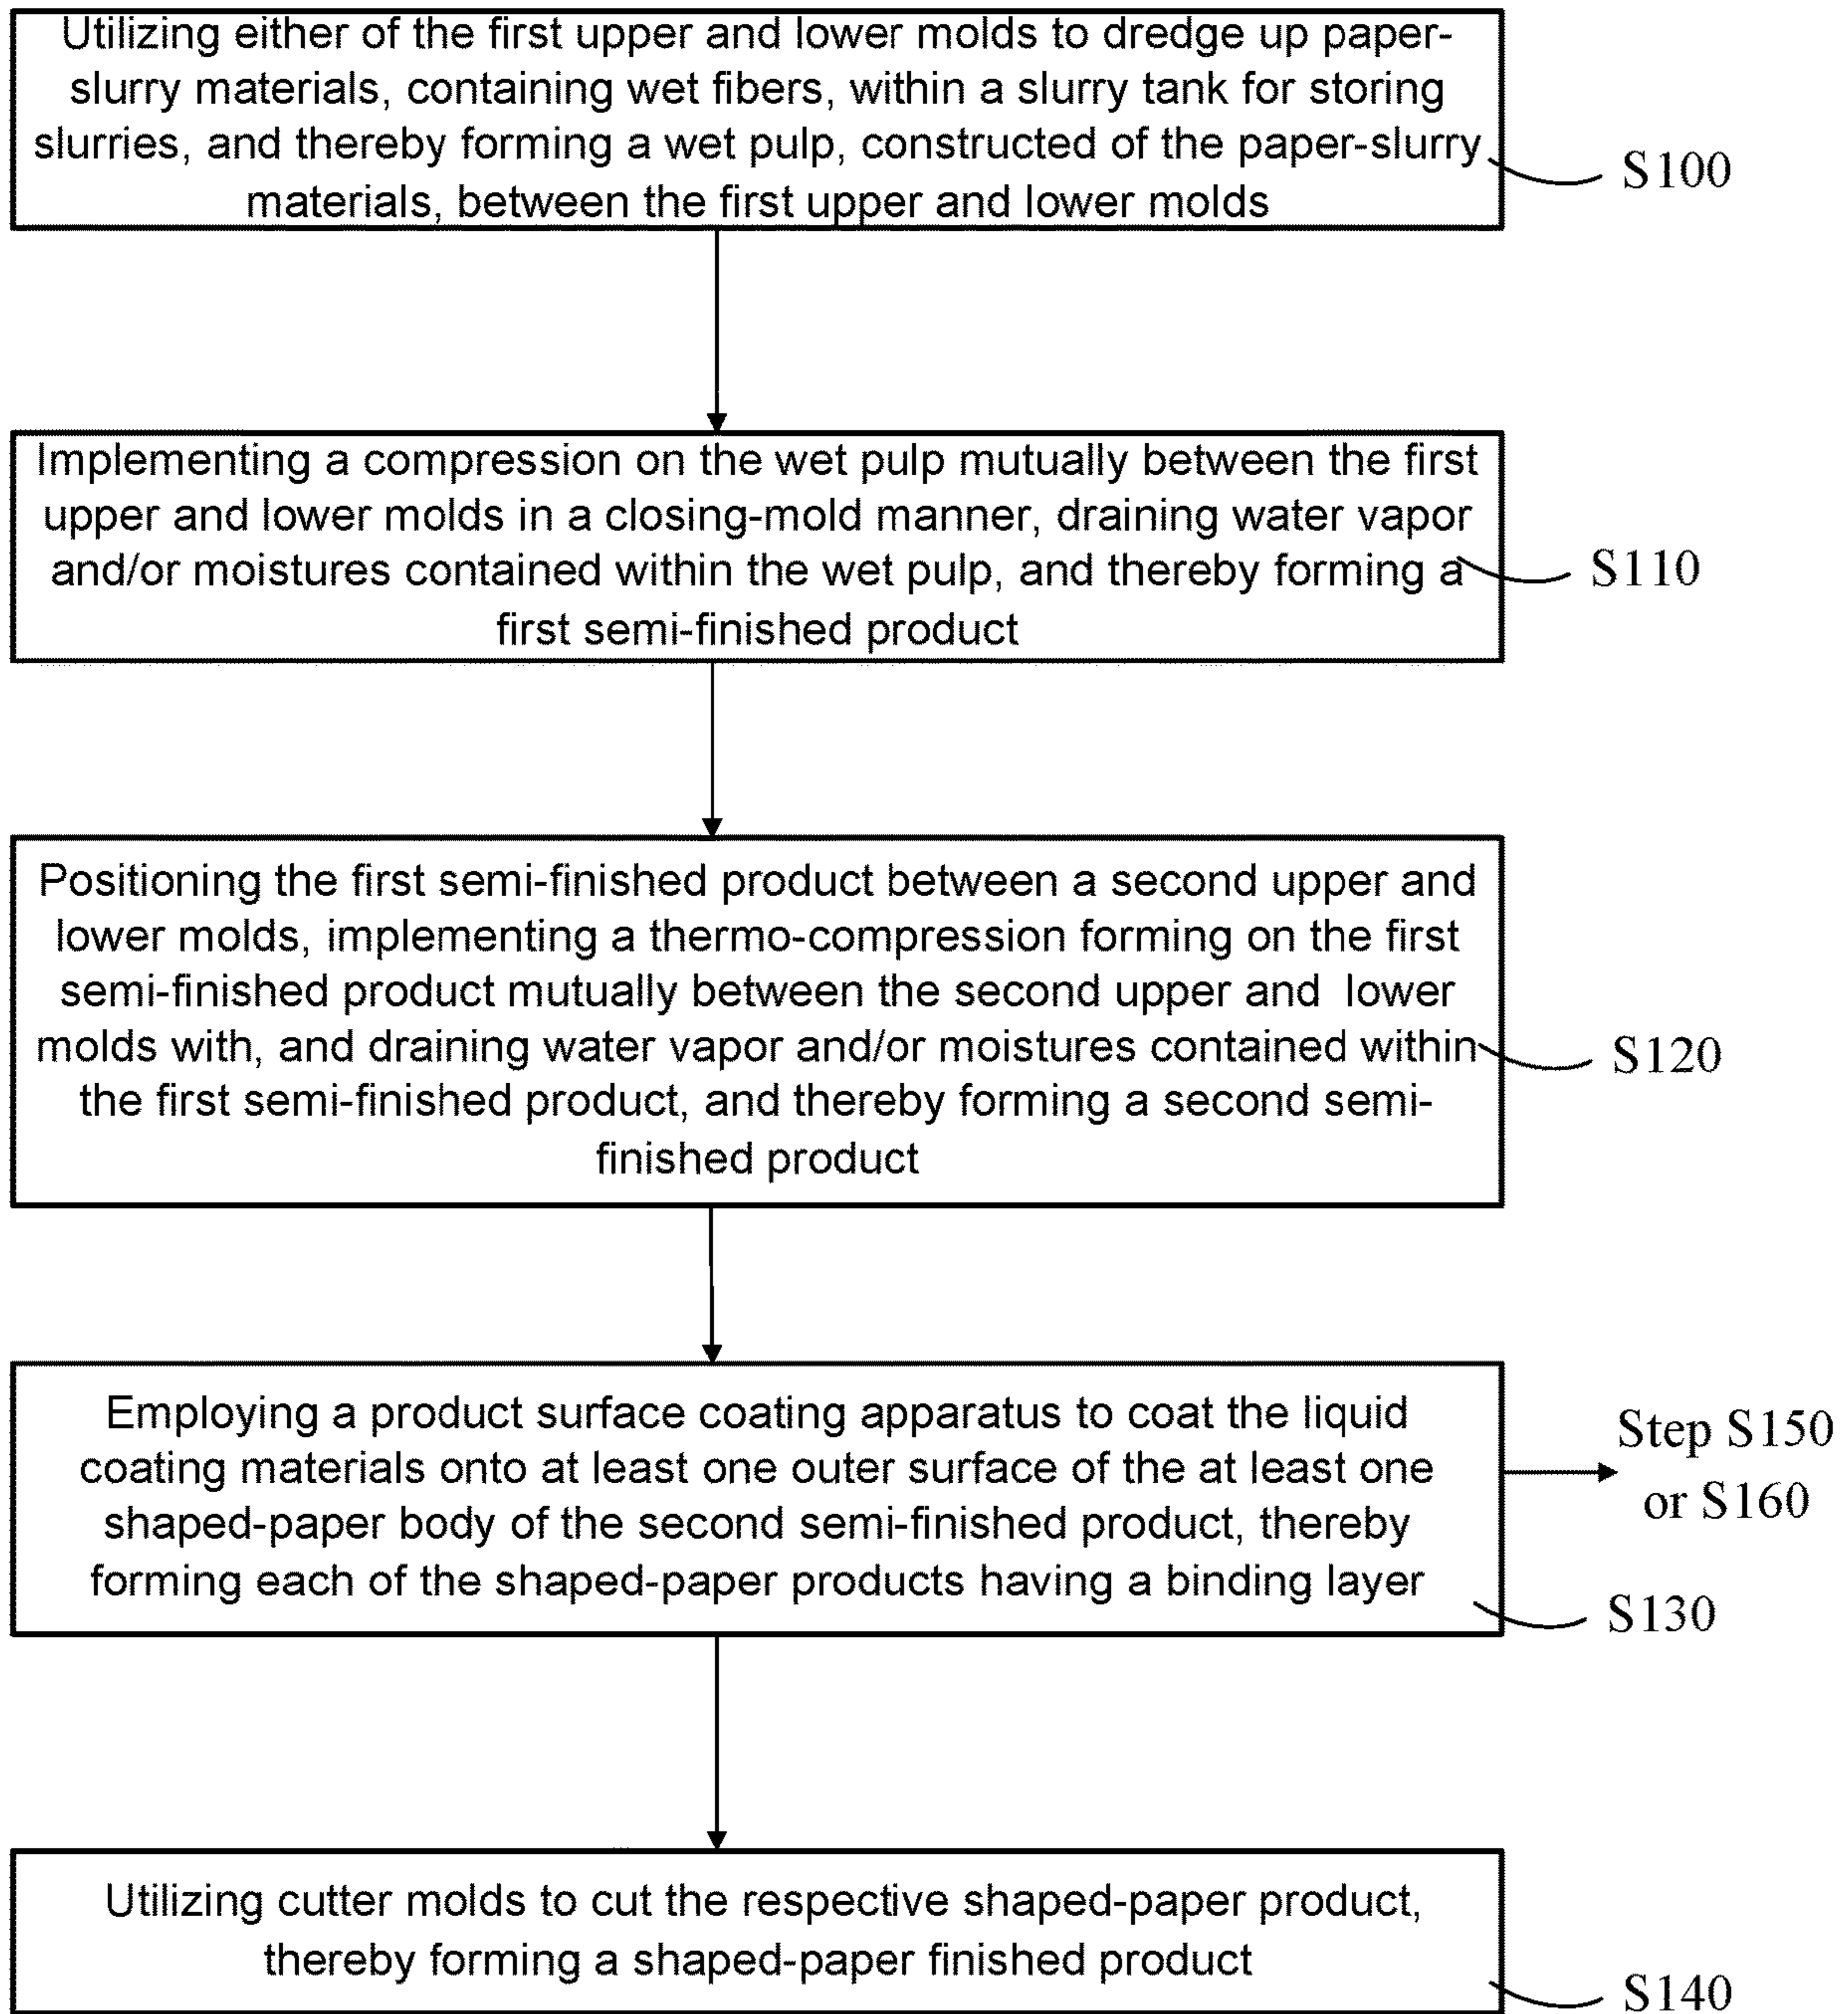 Utilizing either of the first upper and lower molds to dredge up paper-
slurry materials, containing wet fibers, within a slurry tank for storing
slurries, and thereby forming a wet pulp, constructed of the paper-slurry
materials, between the first upper and lower molds
S100
Implementing a compression on the wet pulp mutually between the first
upper and lower molds in a closing-mold manner, draining water vapor
and/or moistures contained within the wet pulp, and thereby forming a
first semi-finished product
S110
Positioning the first semi-finished product between a second upper and
lower molds, implementing a thermo-compression forming on the first
semi-finished product mutually between the second upper and lower
molds with, and draining water vapor and/or moistures contained within
the first semi-finished product, and thereby forming a second semi-
finished product
S120
Employing a product surface coating apparatus to coat the liquid
coating materials onto at least one outer surface of the at least one
shaped-paper body of the second semi-finished product, thereby
forming each of the shaped-paper products having a binding layer
Step S150
or S160
S130
Utilizing cutter molds to cut the respective shaped-paper product,
thereby forming a shaped-paper finished product
S140